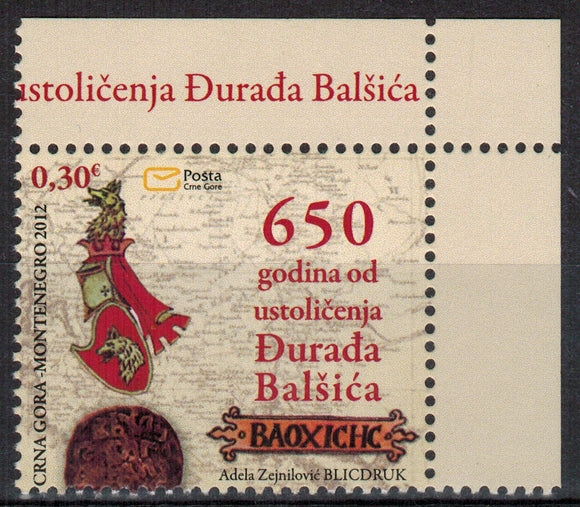 ustoličenja Đurađa Balšića
0,30€
Pošta
Crne Gore
CRNA GORA -MONTENEGRO 2012
650
godina od
ustoličenja
Đurađa
Balšića
BAOXICHC
Adela Zejnilović BLICDRUK